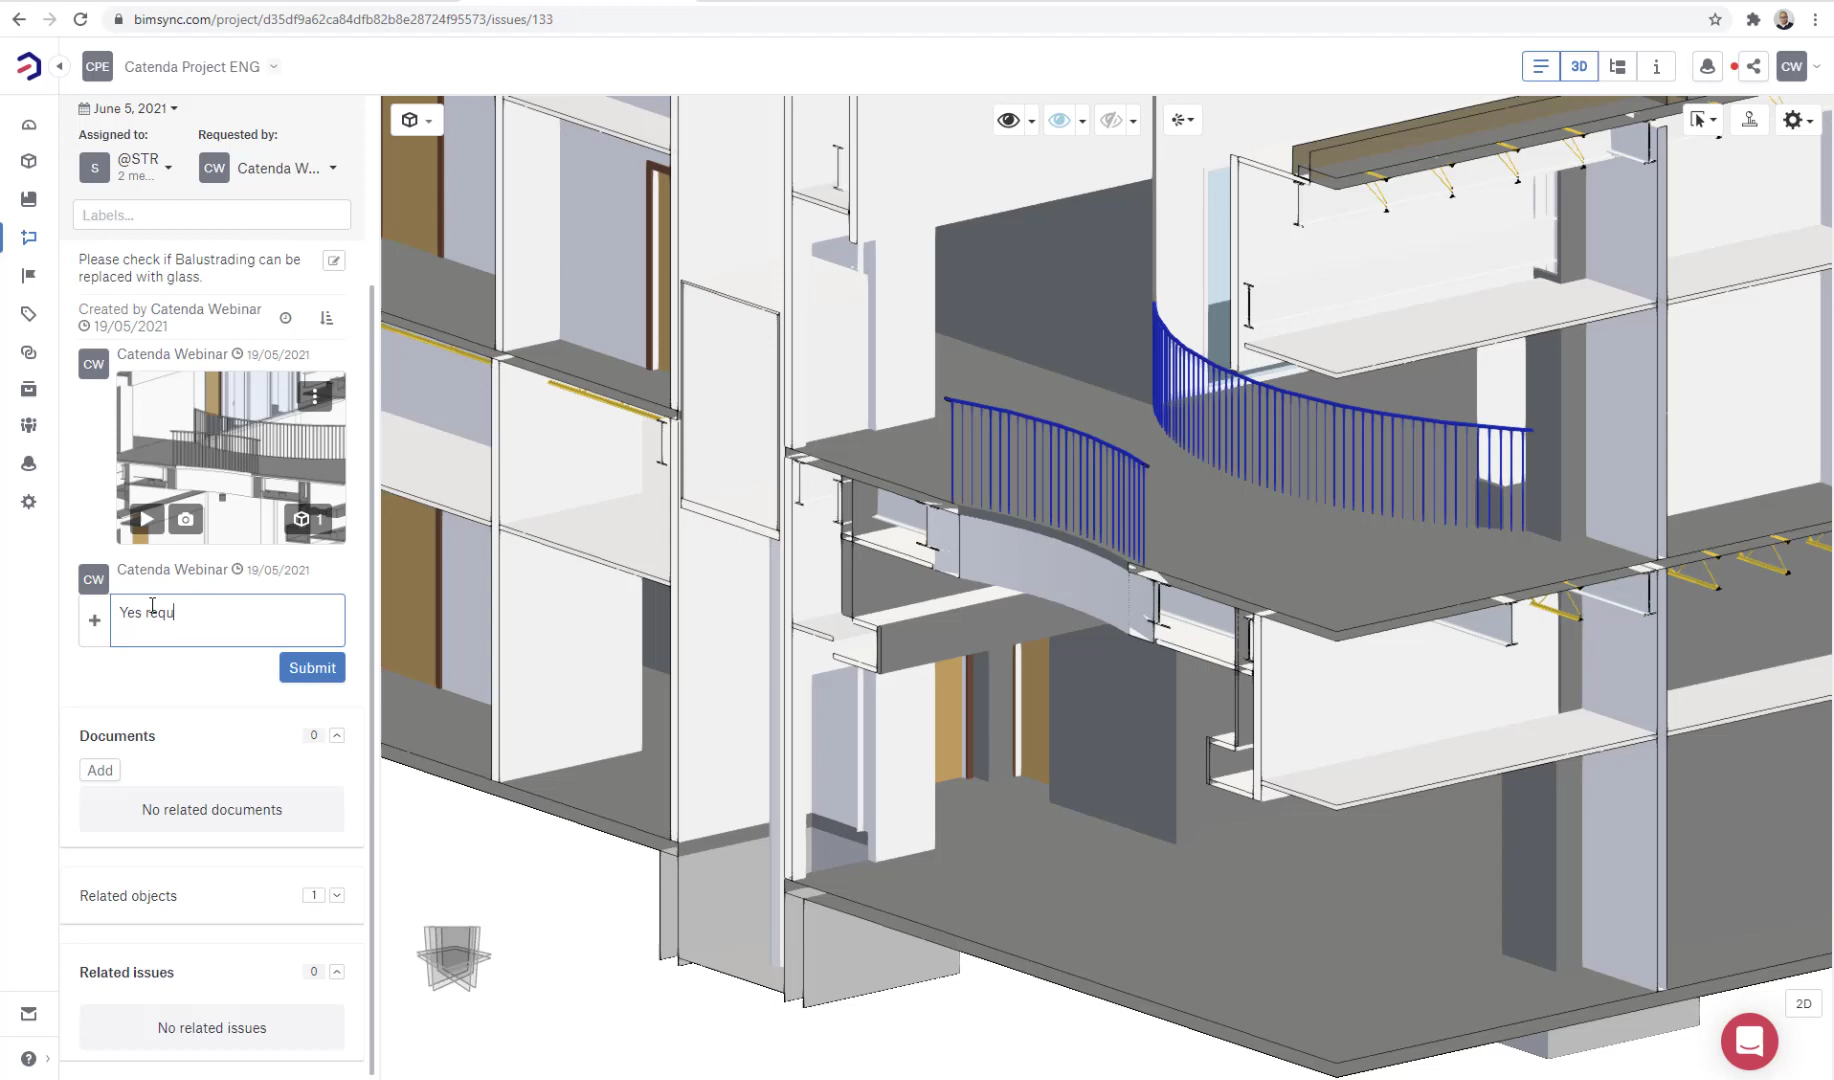 bimsync.com/project/d35df9a62ca84dfb82b8e28724f95573/issues/133
CPE
Catenda Project ENG
3D
CW
June 5, 2021
Assigned to:
Requested by:
S
@STR
2 me...
CW
Catenda W...
Labels...
Please check if Balustrading can be
replaced with glass.
Created by Catenda Webinar
19/05/2021
CW
Catenda Webinar
19/05/2021
1
CW
Catenda Webinar
19/05/2021
Yes requ
Submit
Documents
0
Add
No related documents
Related objects
1
Related issues
0
No related issues
2D